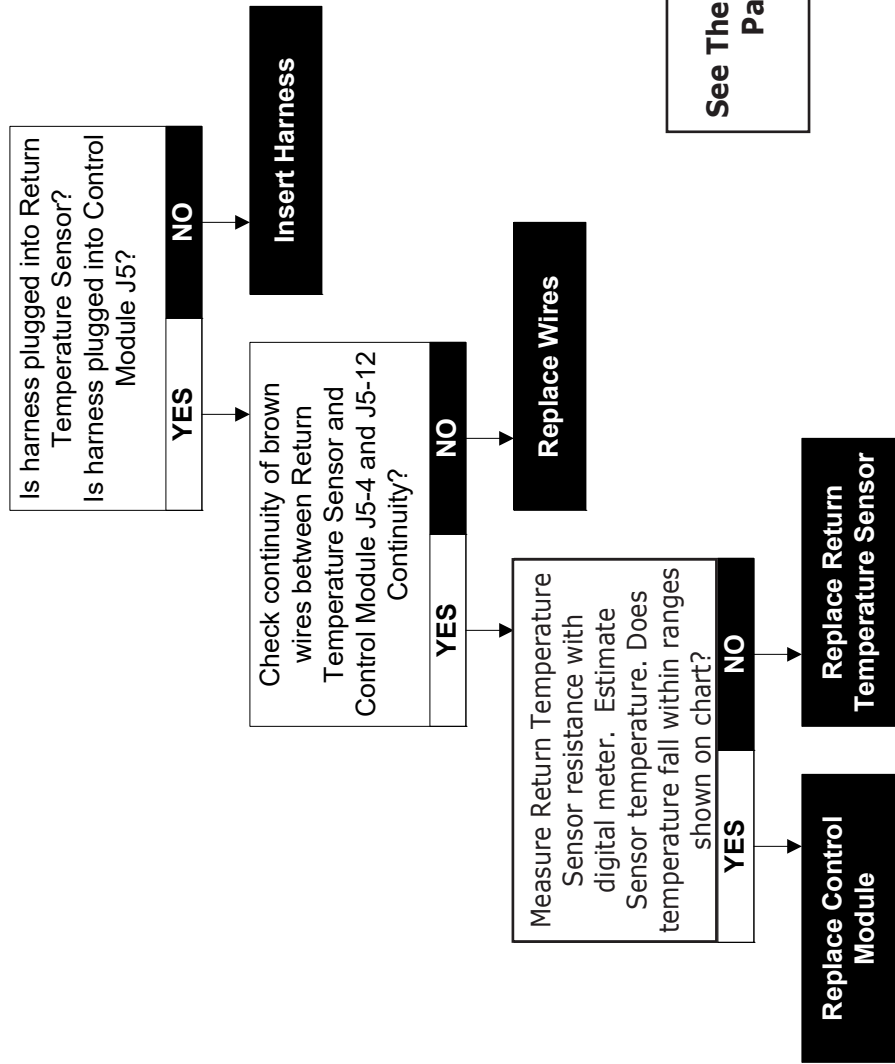 Is harness plugged into Return
Temperature Sensor?
Is harness plugged into Control
Module J5?
YES
NO
Insert Harness
Check continuity of brown
wires between Return
Temperature Sensor and
Control Module J5-4 and J5-12
Continuity?
YES
NO
Replace Wires
Measure Return Temperature
Sensor resistance with
digital meter. Estimate
Sensor temperature. Does
temperature fall within ranges
shown on chart?
YES
NO
Replace Control
Module
Replace Return
Temperature Sensor
See The
Pa